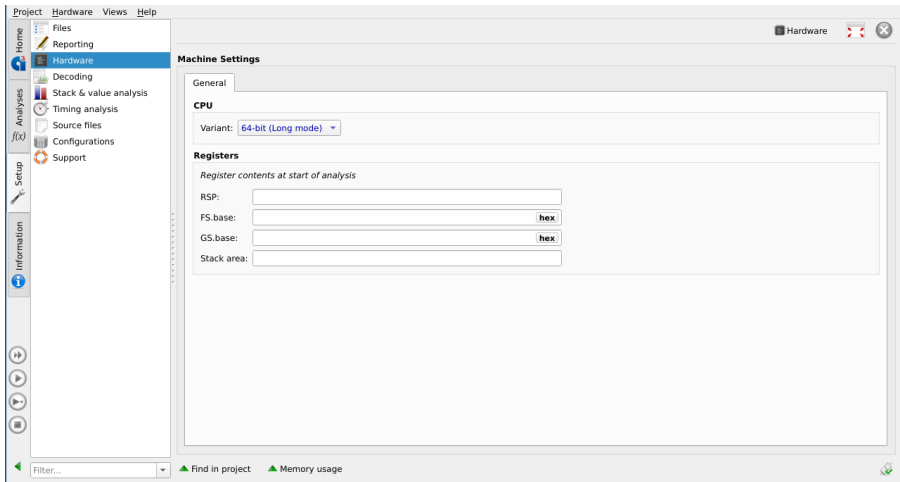 Project Hardware Views Help
Home
Analyses
f(x)
Setup
Information
Files
Reporting
Hardware
Decoding
Stack & value analysis
Timing analysis
Source files
Configurations
Support
Filter...
Hardware
Machine Settings
General
CPU
Variant: 64-bit (Long mode)
Registers
Register contents at start of analysis
RSP:
FS.base: hex
GS.base: hex
Stack area:
Find in project Memory usage